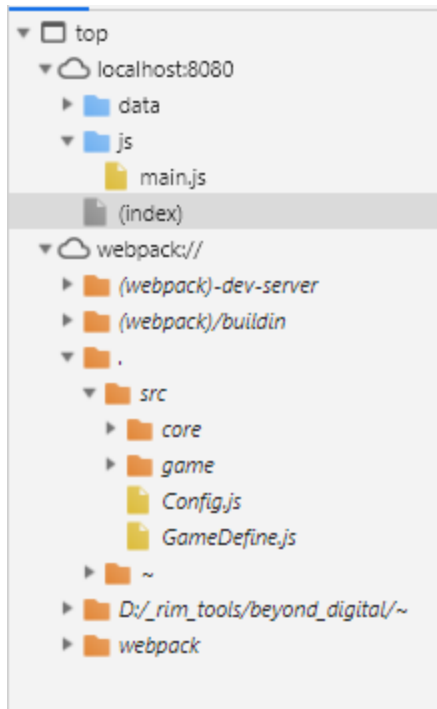 top
localhost:8080
data
js
main.js
(index)
webpack://
(webpack)-dev-server
(webpack)/buildin
.
src
core
game
Config.js
GameDefine.js
~
D:/_rim_tools/beyond_digital/~
webpack